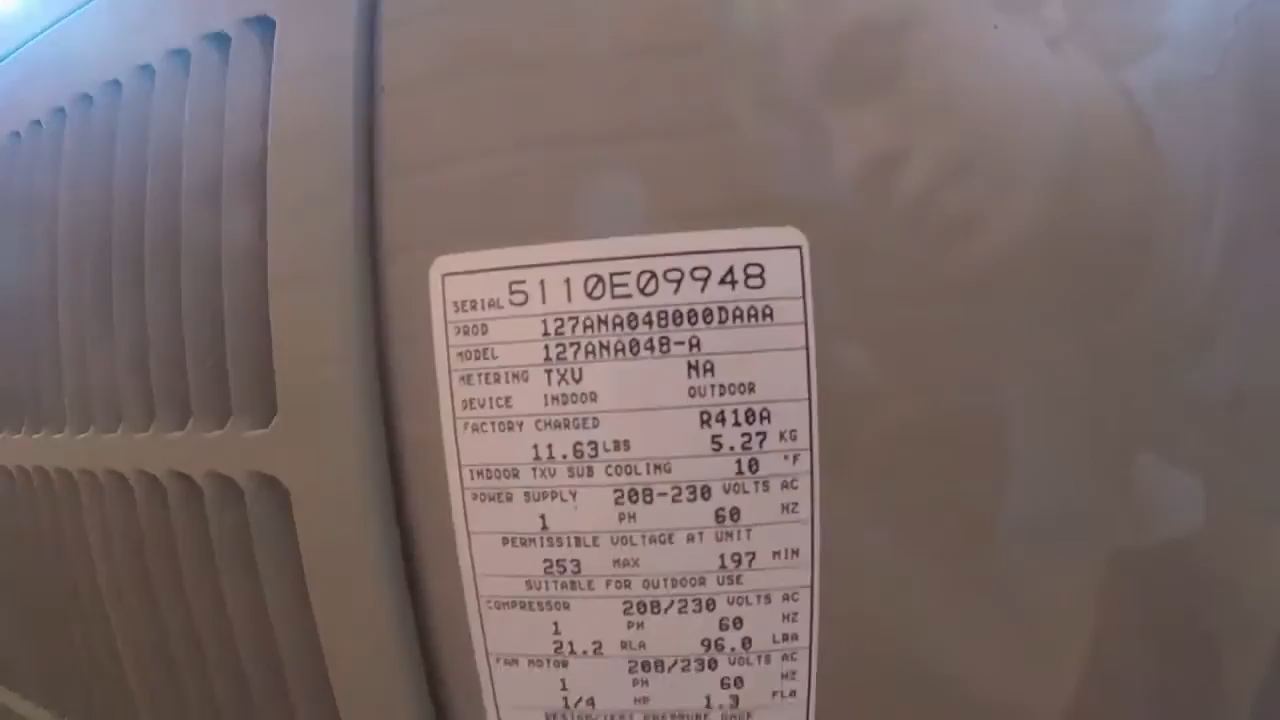 SERIAL 5110E09948
PROD 127ANA048000DAAA
MODEL 127ANA048-A
METERING TXV NA
DEVICE INDOOR OUTDOOR
FACTORY CHARGED R410A
11.63 LBS 5.27 KG
INDOOR TXV SUB COOLING 10 °F
POWER SUPPLY 208-230 VOLTS AC
1 PH 60 HZ
PERMISSIBLE VOLTAGE AT UNIT
253 MAX 197 MIN
SUITABLE FOR OUTDOOR USE
COMPRESSOR 208/230 VOLTS AC
1 PH 60 HZ
21.2 RLA 96.0 LRA
FAN MOTOR 208/230 VOLTS AC
1 PH 60 HZ
1/4 HP 1.3 FLA